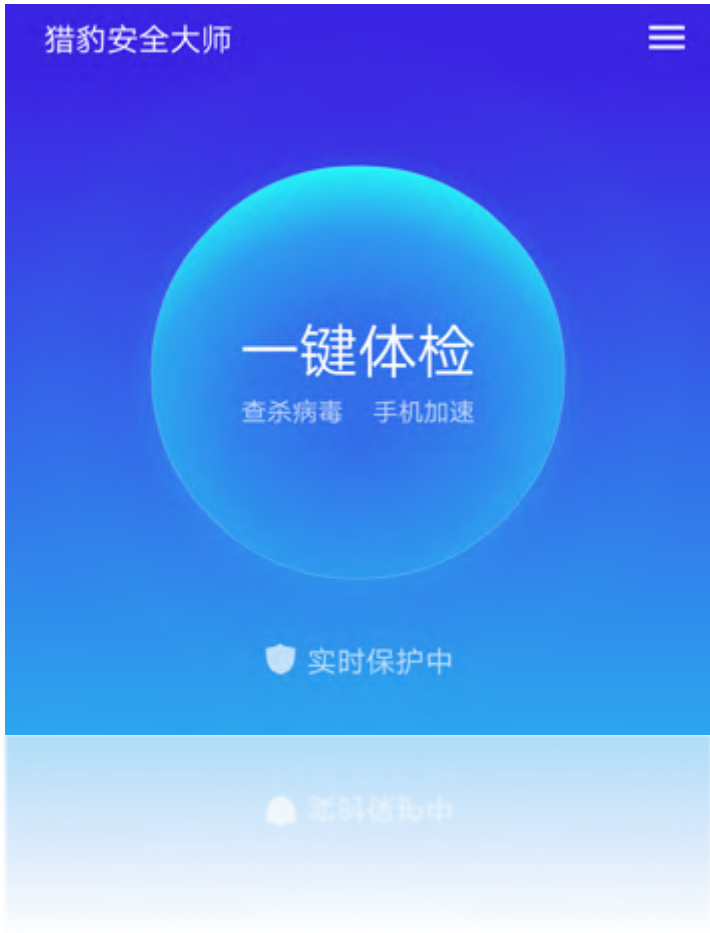 猎豹安全大师
一键体检
查杀病毒 手机加速
实时保护中